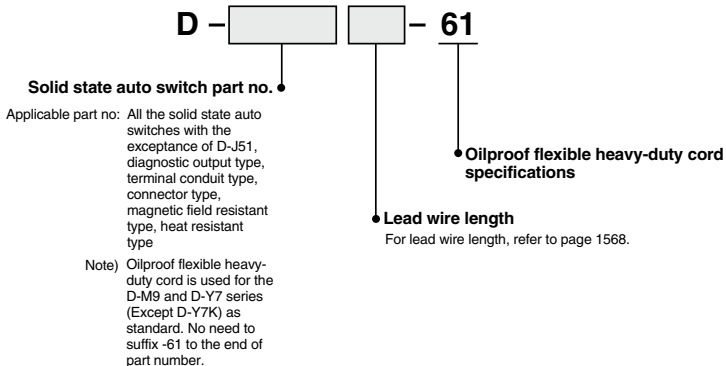 D – – 61
Solid state auto switch part no.
Applicable part no: All the solid state auto
switches with the
exceptance of D-J51,
diagnostic output type,
terminal conduit type,
connector type,
magnetic field resistant
type, heat resistant
type
Note) Oilproof flexible heavy-
duty cord is used for the
D-M9 and D-Y7 series
(Except D-Y7K) as
standard. No need to
suffix -61 to the end of
part number.
Oilproof flexible heavy-duty cord
specifications
Lead wire length
For lead wire length, refer to page 1568.